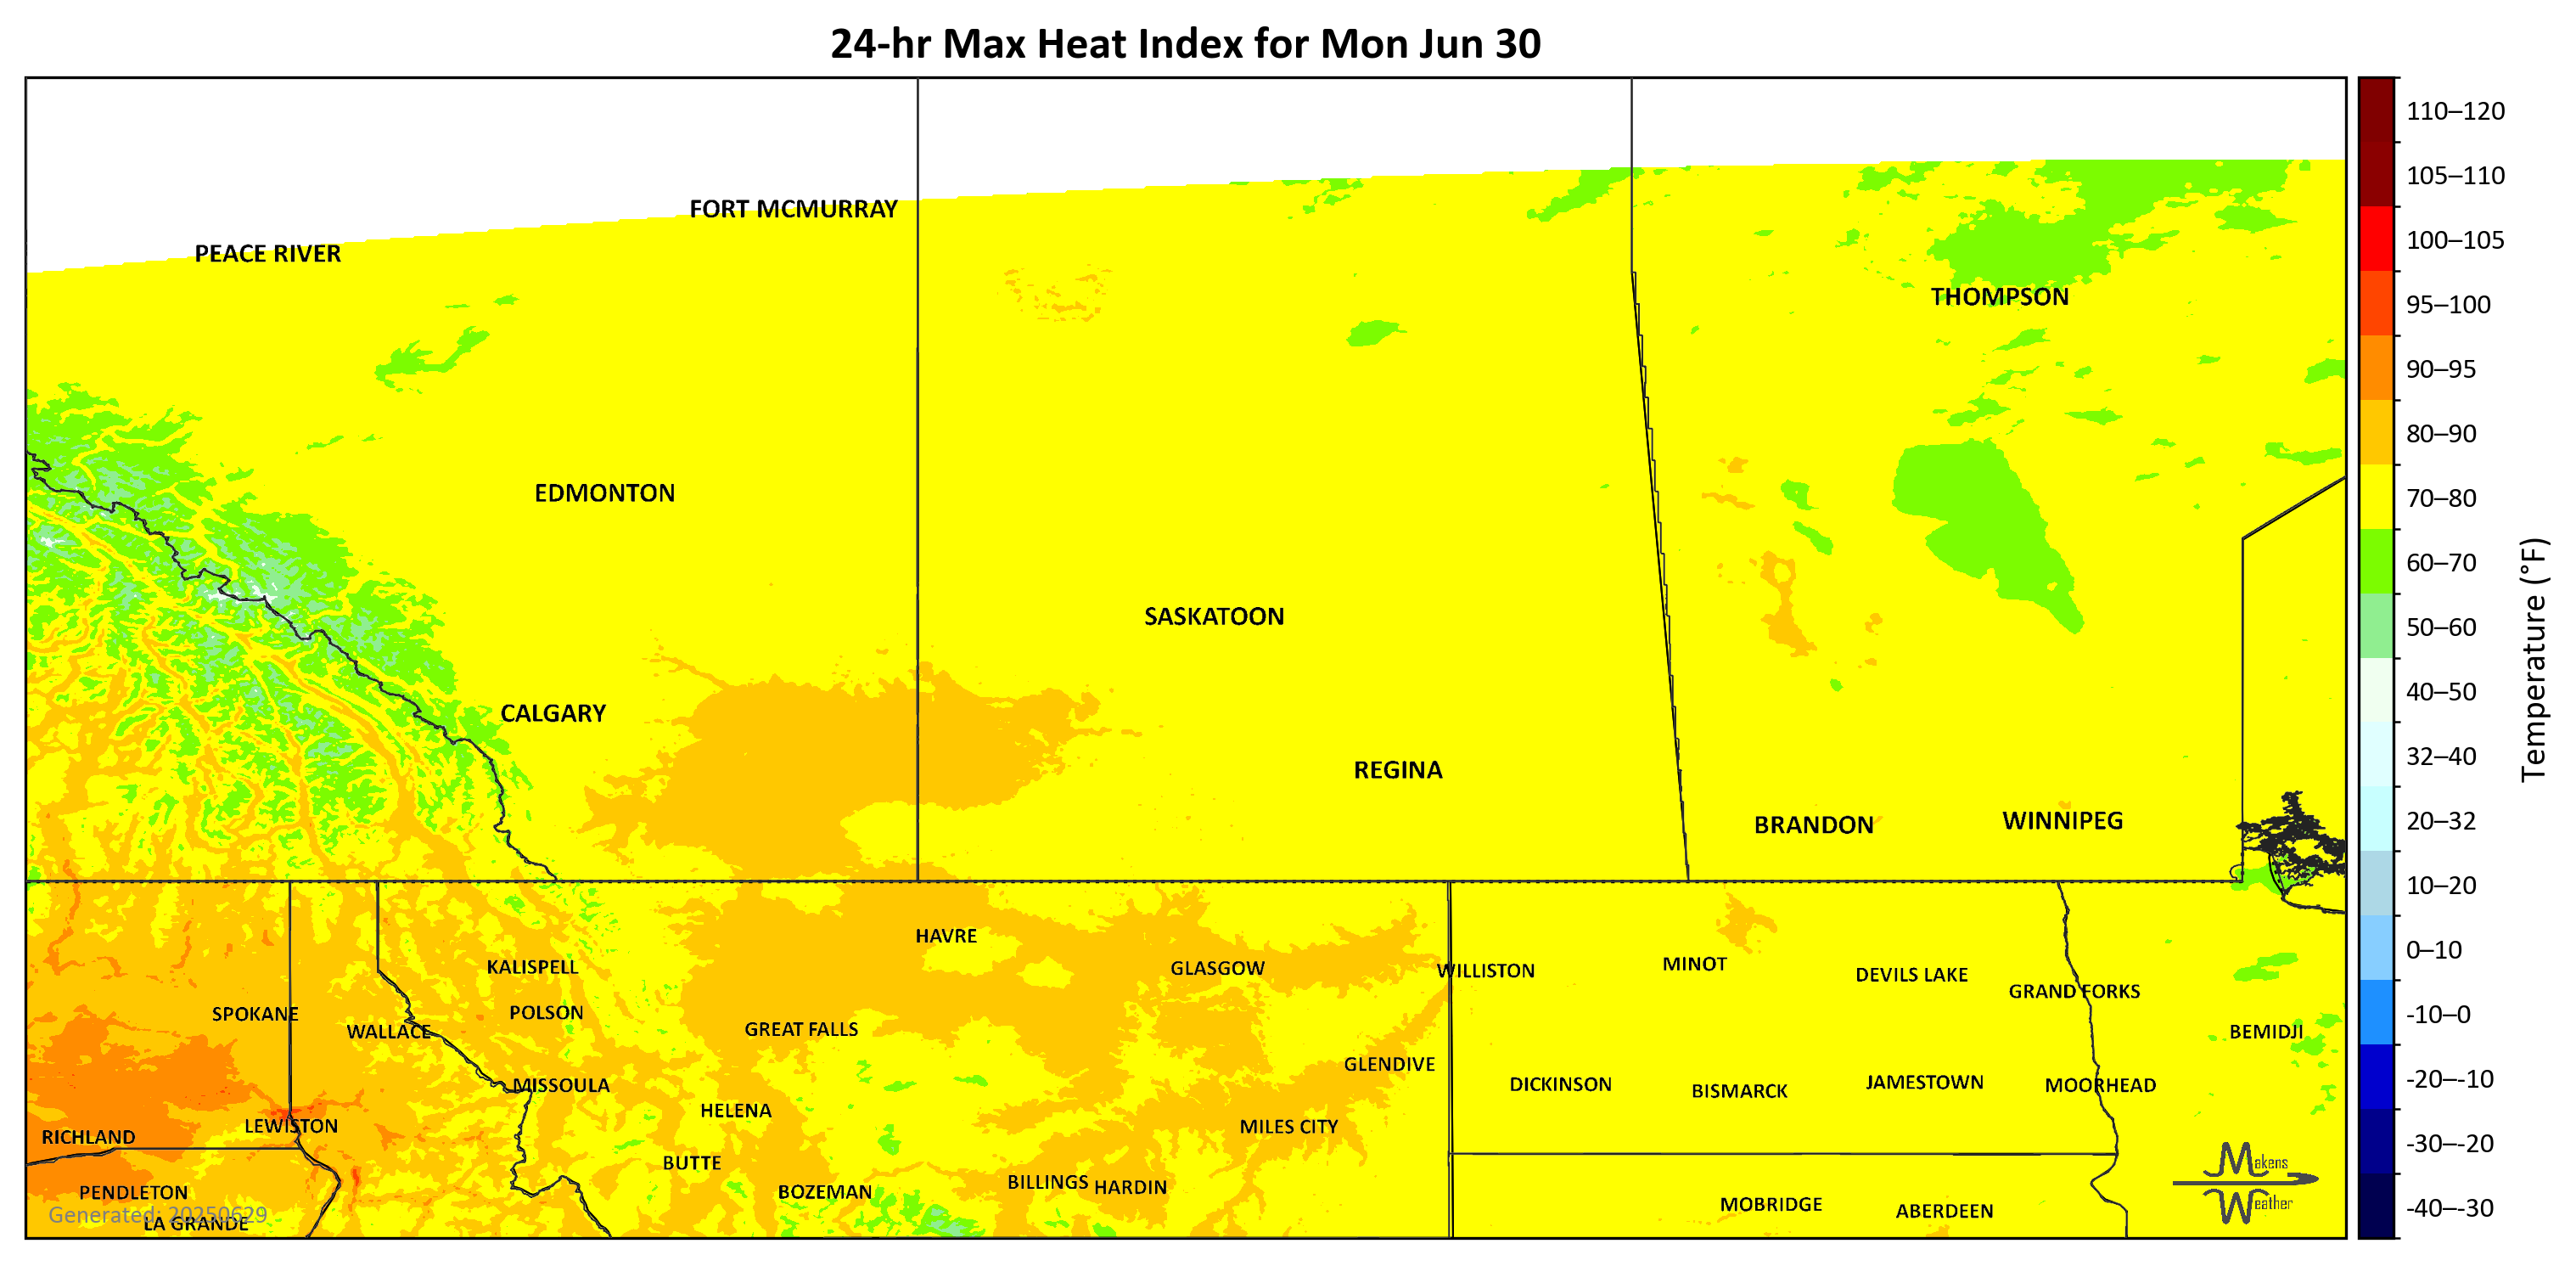 24-hr Max Heat Index for Mon Jun 30
FORT MCMURRAY
PEACE RIVER
THOMPSON
EDMONTON
SASKATOON
CALGARY
REGINA
BRANDON
WINNIPEG
HAVRE
KALISPELL
GLASGOW
WILLISTON
MINOT
DEVILS LAKE
GRAND FORKS
SPOKANE
POLSON
WALLACE
GREAT FALLS
BEMIDJI
GLENDIVE
MISSOULA
DICKINSON
BISMARCK
JAMESTOWN
MOORHEAD
HELENA
LEWISTON
MILES CITY
RICHLAND
BUTTE
BILLINGS
HARDIN
PENDLETON
BOZEMAN
MOBRIDGE
ABERDEEN
Generated: 20250629
LA GRANDE
Makens
Weather
110–120
105–110
100–105
95–100
90–95
80–90
70–80
60–70
50–60
40–50
32–40
20–32
10–20
0–10
-10–0
-20–-10
-30–-20
-40–-30
Temperature (°F)